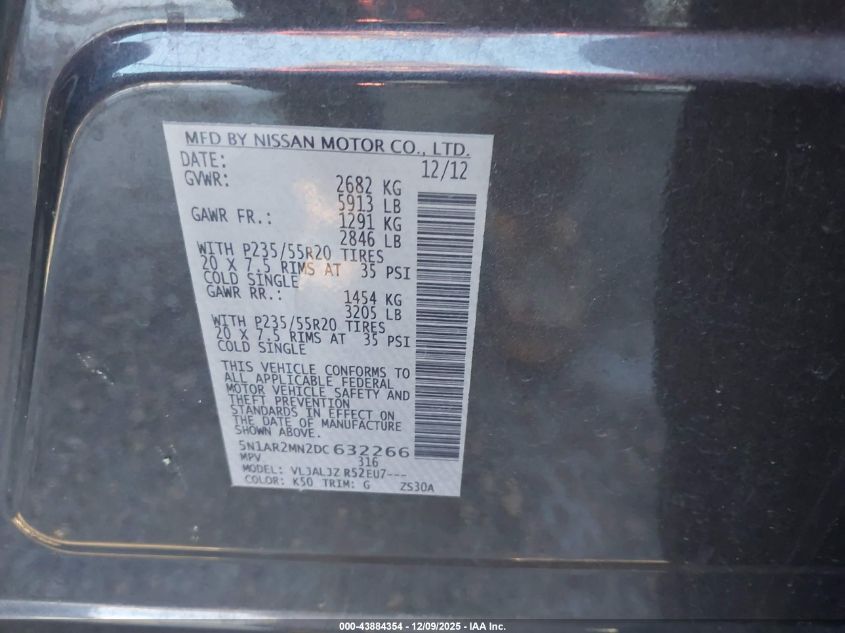 MFD BY NISSAN MOTOR CO., LTD.
DATE: 12/12
GVWR: 2682 KG
5913 LB
GAWR FR.: 1291 KG
2846 LB
WITH P235/55R20 TIRES
20 X 7.5 RIMS AT 35 PSI
COLD SINGLE
GAWR RR.: 1454 KG
3205 LB
WITH P235/55R20 TIRES
20 X 7.5 RIMS AT 35 PSI
COLD SINGLE
THIS VEHICLE CONFORMS TO
ALL APPLICABLE FEDERAL
MOTOR VEHICLE SAFETY AND
THEFT PREVENTION
STANDARDS IN EFFECT ON
THE DATE OF MANUFACTURE
SHOWN ABOVE.
5N1AR2MN2DC632266
MPV 316
MODEL: VLJALJZ R52EU7---
COLOR: K50 TRIM: G ZS30A
000-43884354 - 12/09/2025 - IAA Inc.